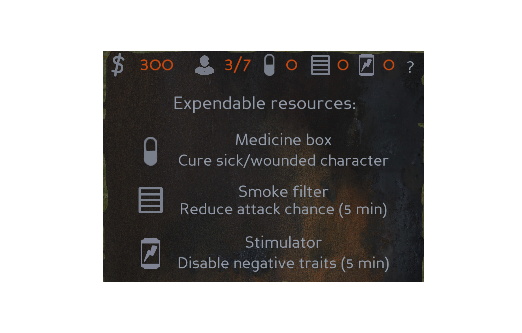 $ 300 3/7 0 0 0 ?
Expendable resources:
Medicine box
Cure sick/wounded character
Smoke filter
Reduce attack chance (5 min)
Stimulator
Disable negative traits (5 min)